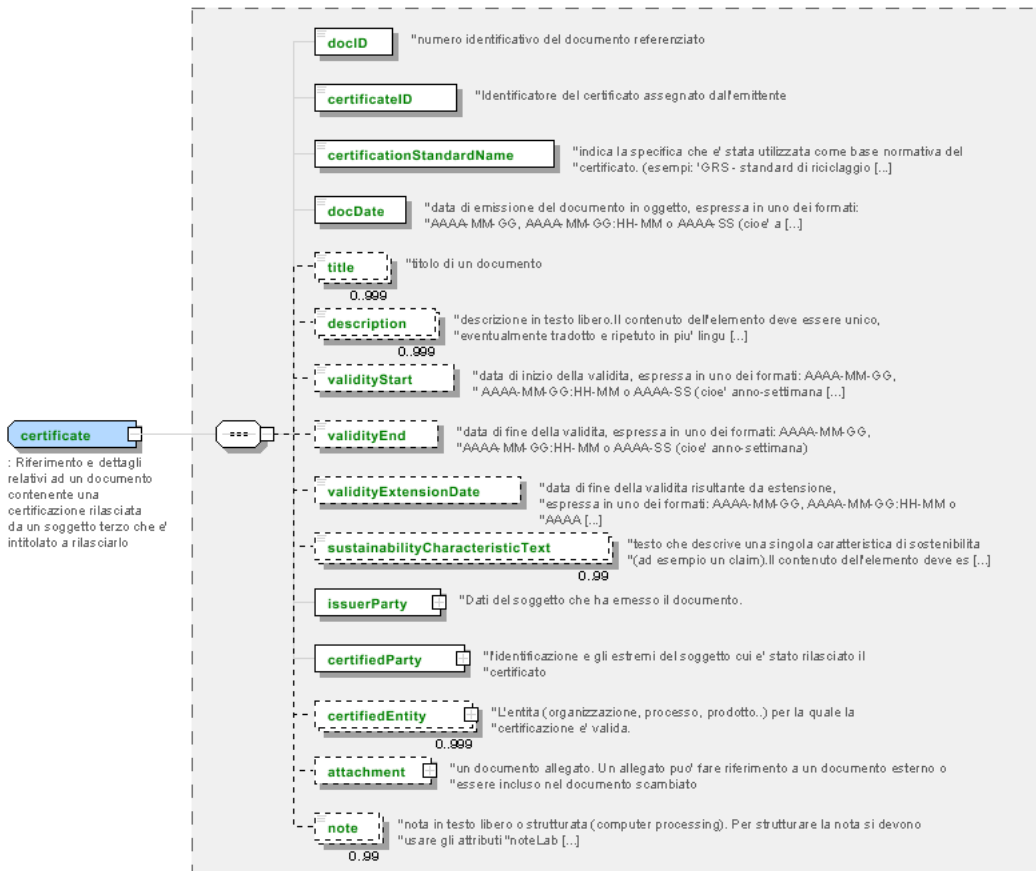 docID
"numero identificativo del documento referenziato
certificateID
"Identificatore del certificato assegnato dall'emittente
certificationStandardName
"indica la specifica che e' stata utilizzata come base normativa del
"certificato. (esempi: 'GRS - standard di riciclaggio [...]
docDate
"data di emissione del documento in oggetto, espressa in uno dei formati:
"AAAA-MM-GG, AAAA-MM-GG:HH-MM o AAAA-SS (cioe' a [...]
title
"titolo di un documento
0..999
description
"descrizione in testo libero.Il contenuto dell'elemento deve essere unico,
"eventualmente tradotto e ripetuto in piu' lingu [...]
0..999
validityStart
"data di inizio della validita, espressa in uno dei formati: AAAA-MM-GG,
" AAAA-MM-GG:HH-MM o AAAA-SS (cioe' anno-settimana [...]
certificate
: Riferimento e dettagli
relativi ad un documento
contenente una
certificazione rilasciata
da un soggetto terzo che e'
intitolato a rilasciarlo
validityEnd
"data di fine della validita, espressa in uno dei formati: AAAA-MM-GG,
"AAAA-MM-GG:HH-MM o AAAA-SS (cioe' anno-settimana)
validityExtensionDate
"data di fine della validita risultante da estensione,
"espressa in uno dei formati: AAAA-MM-GG, AAAA-MM-GG:HH-MM o
"AAAA [...]
sustainabilityCharacteristicText
"testo che descrive una singola caratteristica di sostenibilita
"(ad esempio un claim).Il contenuto dell'elemento deve es [...]
0..99
issuerParty
"Dati del soggetto che ha emesso il documento.
certifiedParty
"l'identificazione e gli estremi del soggetto cui e' stato rilasciato il
"certificato
certifiedEntity
"L'entita (organizzazione, processo, prodotto..) per la quale la
"certificazione e' valida.
0..999
attachment
"un documento allegato. Un allegato puo' fare riferimento a un documento esterno o
"essere incluso nel documento scambiato
note
"nota in testo libero o strutturata (computer processing). Per strutturare la nota si devono
"usare gli attributi "noteLab [...]
0..99